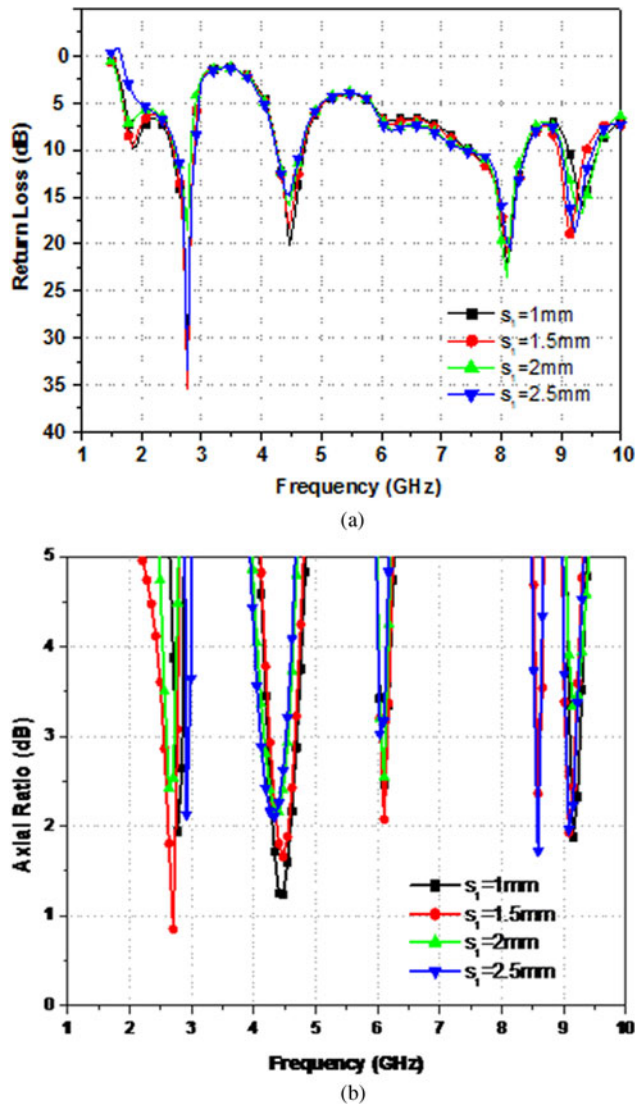 0
5
10
15
20
25
30
35
40
Return Loss (dB)
s₁=1mm
s₁=1.5mm
s₁=2mm
s₁=2.5mm
1 2 3 4 5 6 7 8 9 10
Frequency (GHz)
(a)
5
4
3
2
1
0
Axial Ratio (dB)
s₁=1mm
s₁=1.5mm
s₁=2mm
s₁=2.5mm
1 2 3 4 5 6 7 8 9 10
Frequency (GHz)
(b)